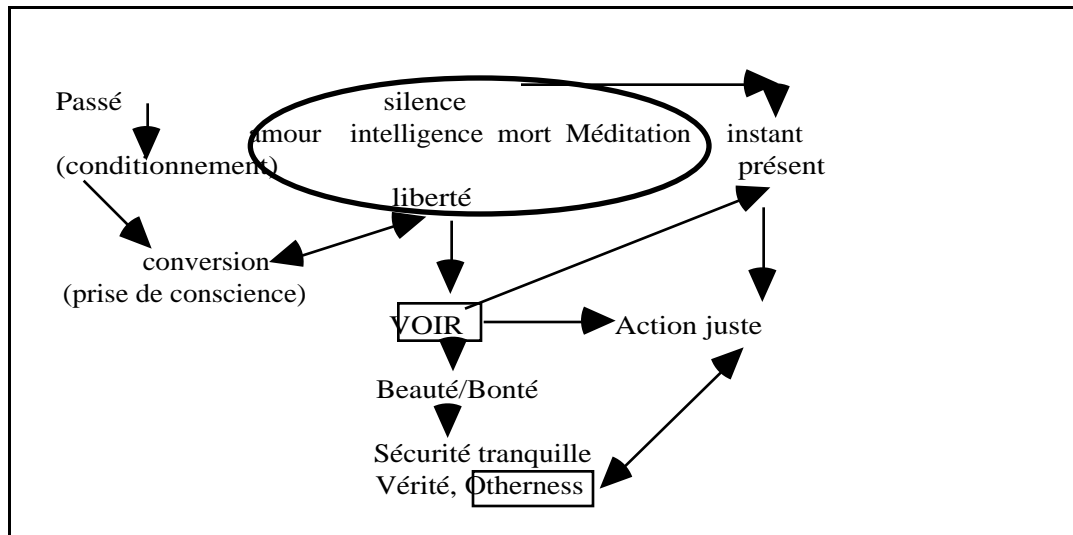 Passé
silence
amour intelligence mort Méditation instant
(conditionnement) présent
liberté
conversion
(prise de conscience)
VOIR Action juste
Beauté/Bonté
Sécurité tranquille
Vérité, Otherness